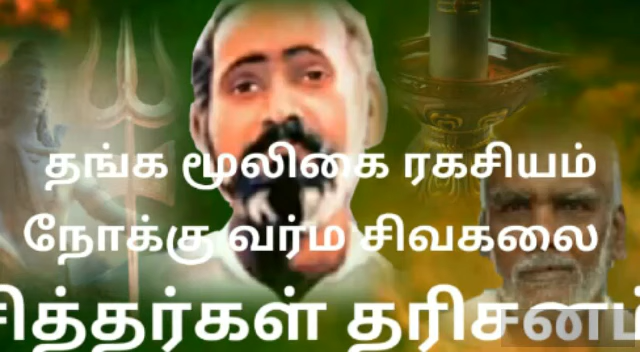 தங்க மூலிகை ரகசியம்
நோக்கு வர்ம சிவகலை
சித்தர்கள் தரிசனம்